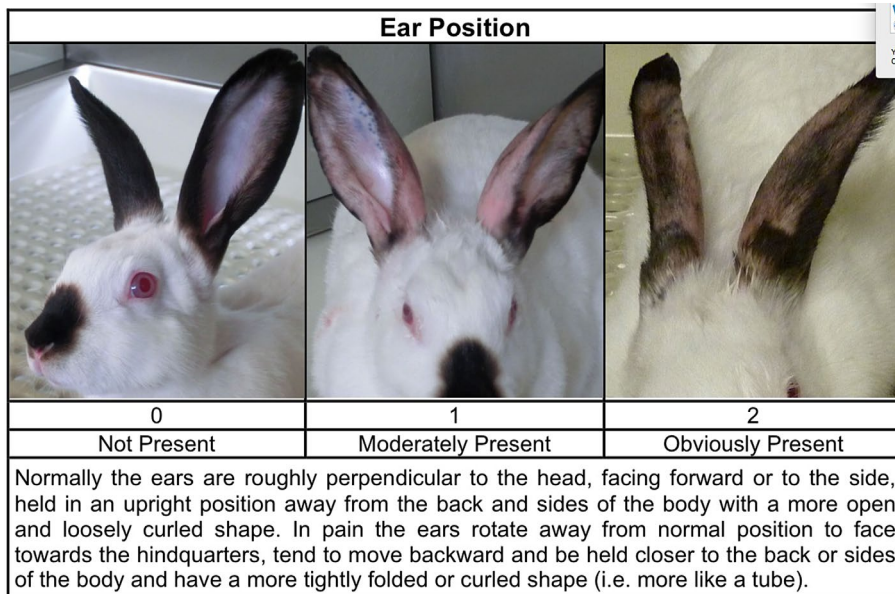 Ear Position
0 1 2
Not Present Moderately Present Obviously Present
Normally the ears are roughly perpendicular to the head, facing forward or to the side,
held in an upright position away from the back and sides of the body with a more open
and loosely curled shape. In pain the ears rotate away from normal position to face
towards the hindquarters, tend to move backward and be held closer to the back or sides
of the body and have a more tightly folded or curled shape (i.e. more like a tube).